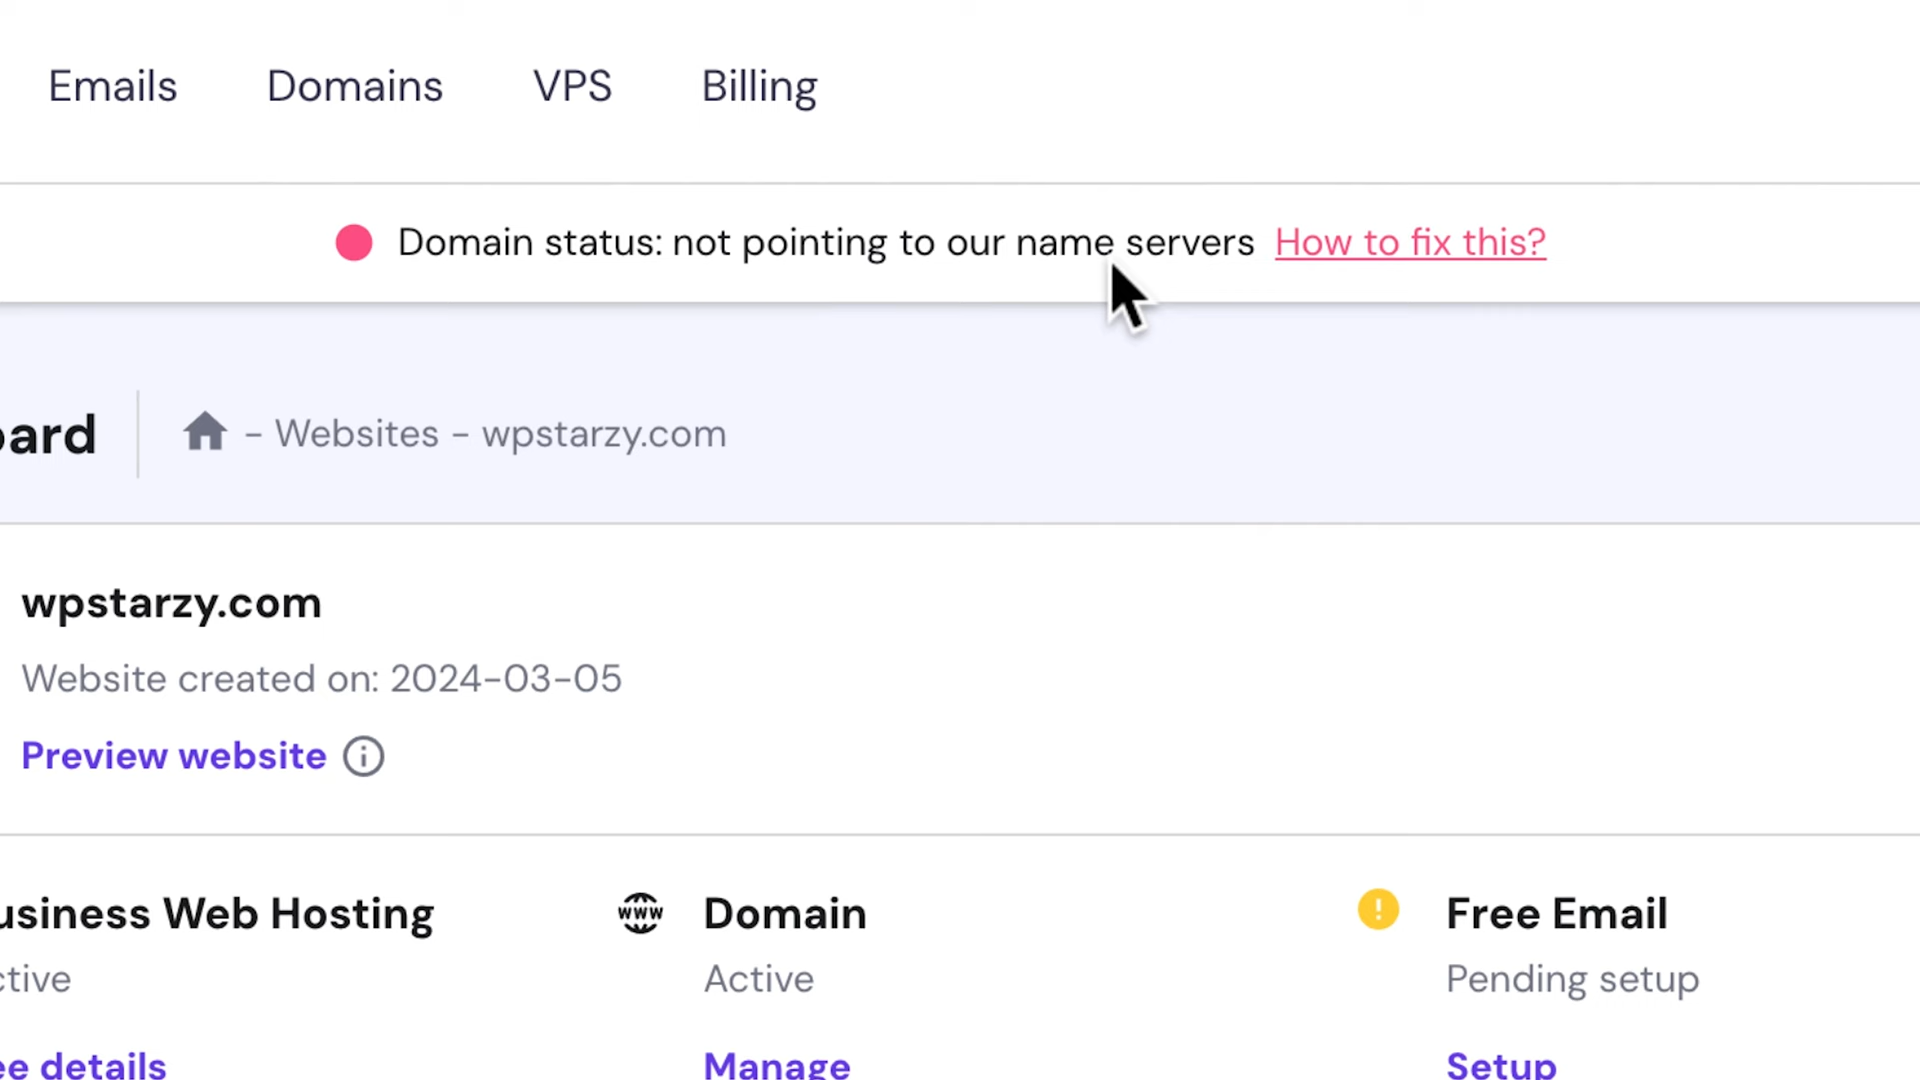 Emails Domains VPS Billing
Domain status: not pointing to our name servers How to fix this?
oard - Websites - wpstarzy.com
wpstarzy.com
Website created on: 2024-03-05
Preview website
usiness Web Hosting www Domain ! Free Email
ctive Active Pending setup
ee details Manage Setup